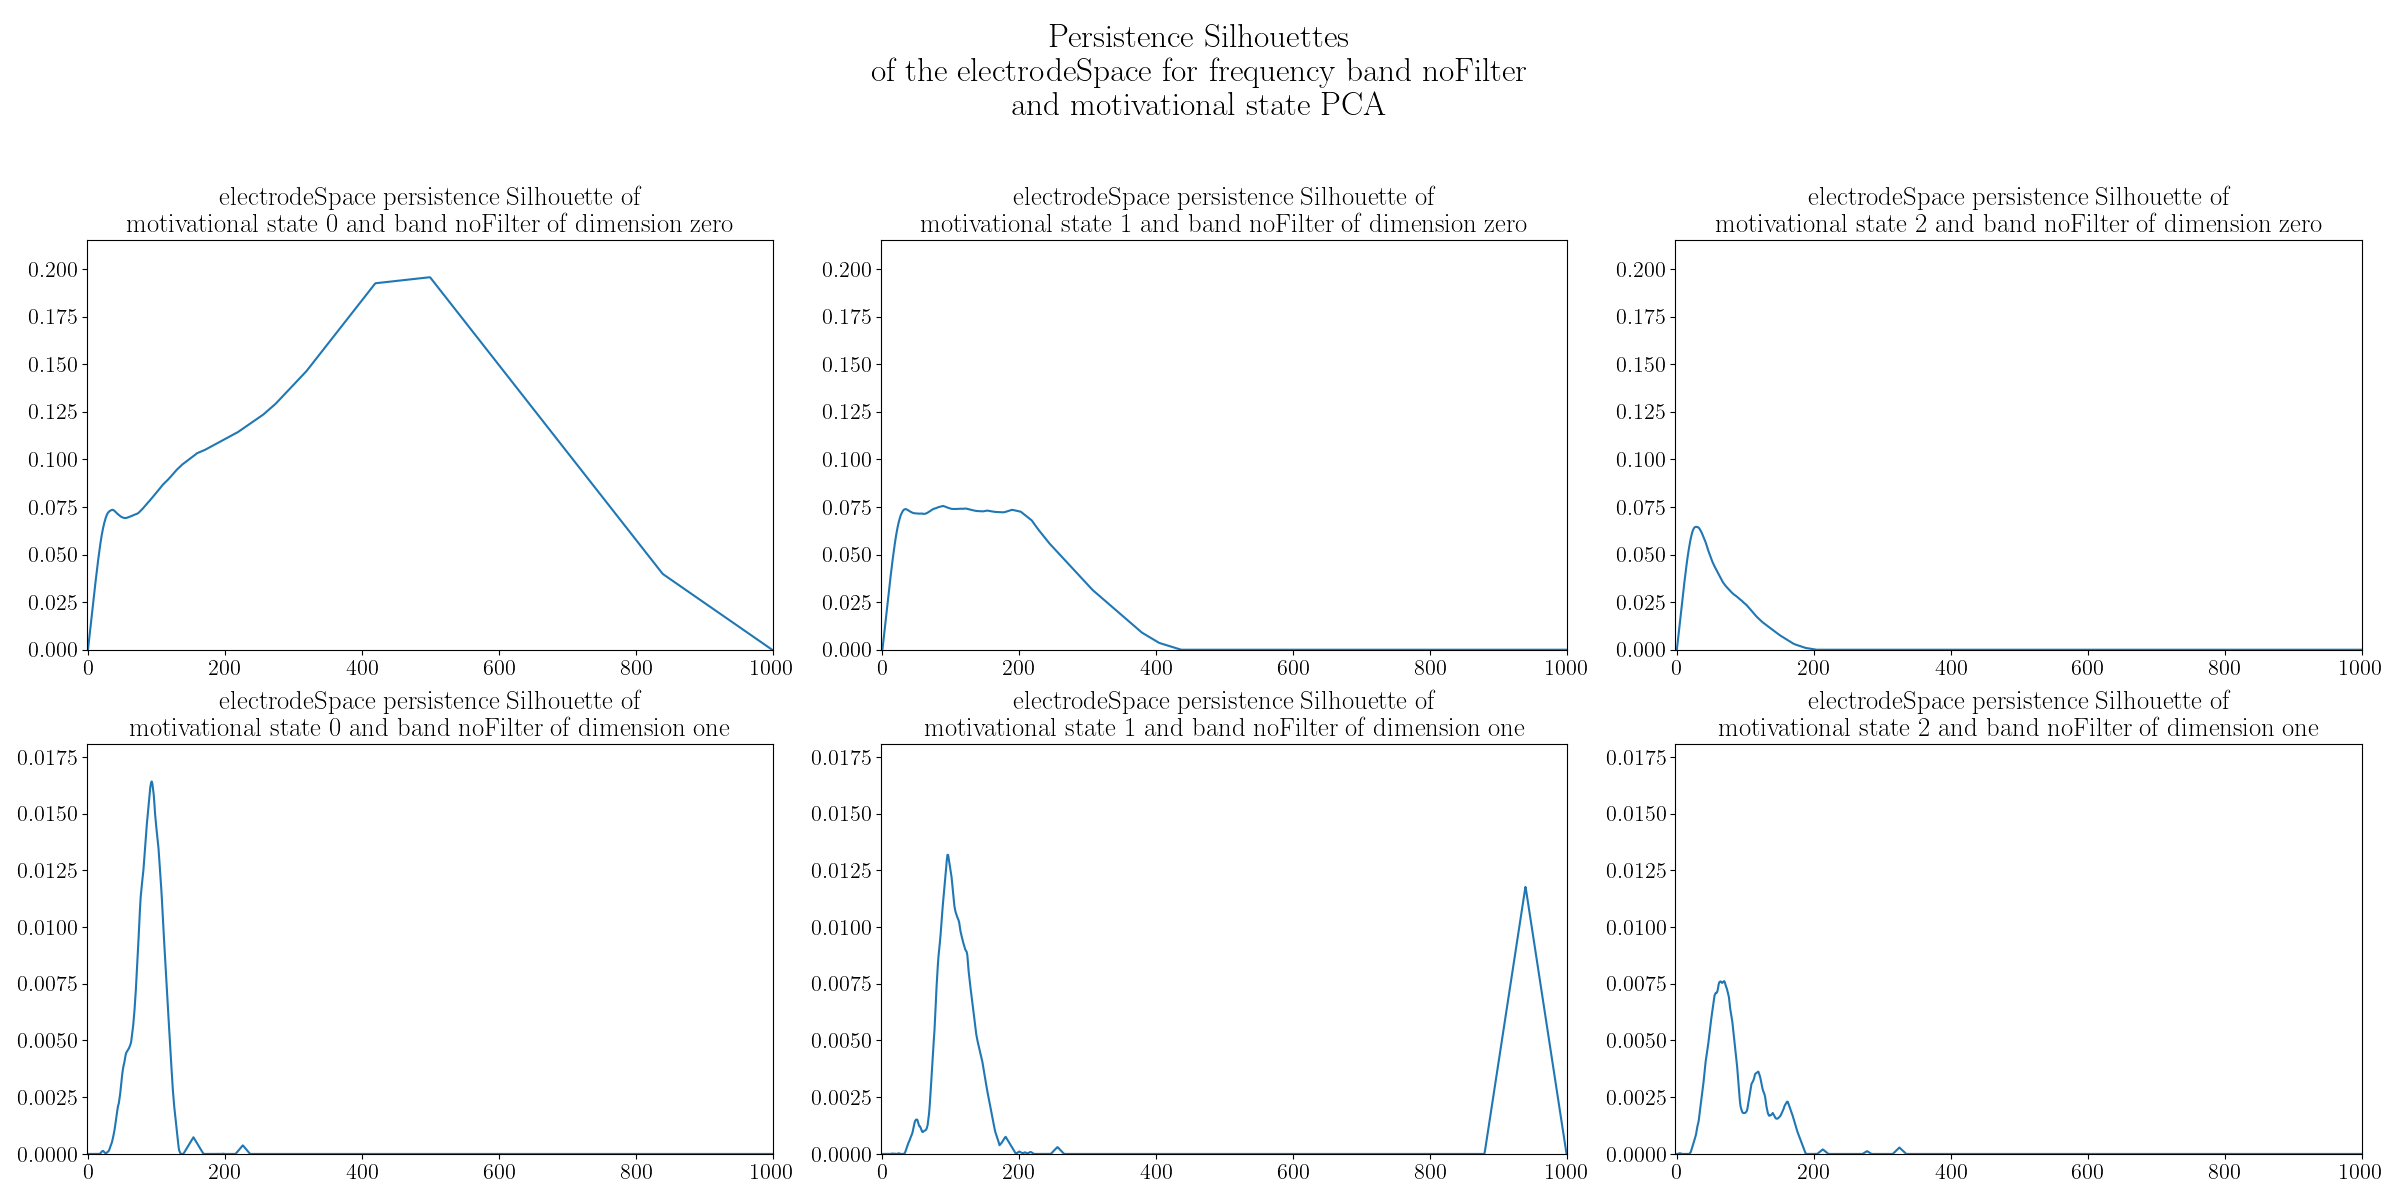 Persistence Silhouettes
of the electrodeSpace for frequency band noFilter
and motivational state PCA
electrodeSpace persistence Silhouette of
motivational state 0 and band noFilter of dimension zero
0.200
0.175
0.150
0.125
0.100
0.075
0.050
0.025
0.000
0 200 400 600 800 1000
electrodeSpace persistence Silhouette of
motivational state 1 and band noFilter of dimension zero
0.200
0.175
0.150
0.125
0.100
0.075
0.050
0.025
0.000
0 200 400 600 800 1000
electrodeSpace persistence Silhouette of
motivational state 2 and band noFilter of dimension zero
0.200
0.175
0.150
0.125
0.100
0.075
0.050
0.025
0.000
0 200 400 600 800 1000
electrodeSpace persistence Silhouette of
motivational state 0 and band noFilter of dimension one
0.0175
0.0150
0.0125
0.0100
0.0075
0.0050
0.0025
0.0000
0 200 400 600 800 1000
electrodeSpace persistence Silhouette of
motivational state 1 and band noFilter of dimension one
0.0175
0.0150
0.0125
0.0100
0.0075
0.0050
0.0025
0.0000
0 200 400 600 800 1000
electrodeSpace persistence Silhouette of
motivational state 2 and band noFilter of dimension one
0.0175
0.0150
0.0125
0.0100
0.0075
0.0050
0.0025
0.0000
0 200 400 600 800 1000